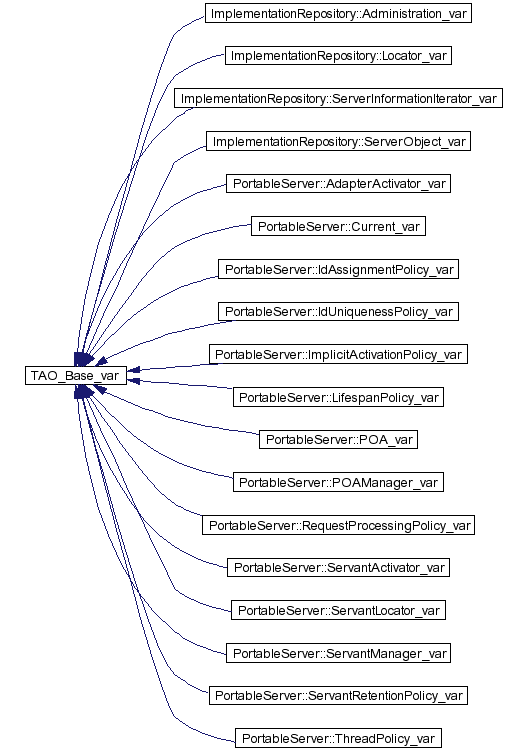 ImplementationRepository::Administration_var
ImplementationRepository::Locator_var
ImplementationRepository::ServerInformationIterator_var
ImplementationRepository::ServerObject_var
PortableServer::AdapterActivator_var
PortableServer::Current_var
PortableServer::IdAssignmentPolicy_var
PortableServer::IdUniquenessPolicy_var
PortableServer::ImplicitActivationPolicy_var
TAO_Base_var
PortableServer::LifespanPolicy_var
PortableServer::POA_var
PortableServer::POAManager_var
PortableServer::RequestProcessingPolicy_var
PortableServer::ServantActivator_var
PortableServer::ServantLocator_var
PortableServer::ServantManager_var
PortableServer::ServantRetentionPolicy_var
PortableServer::ThreadPolicy_var